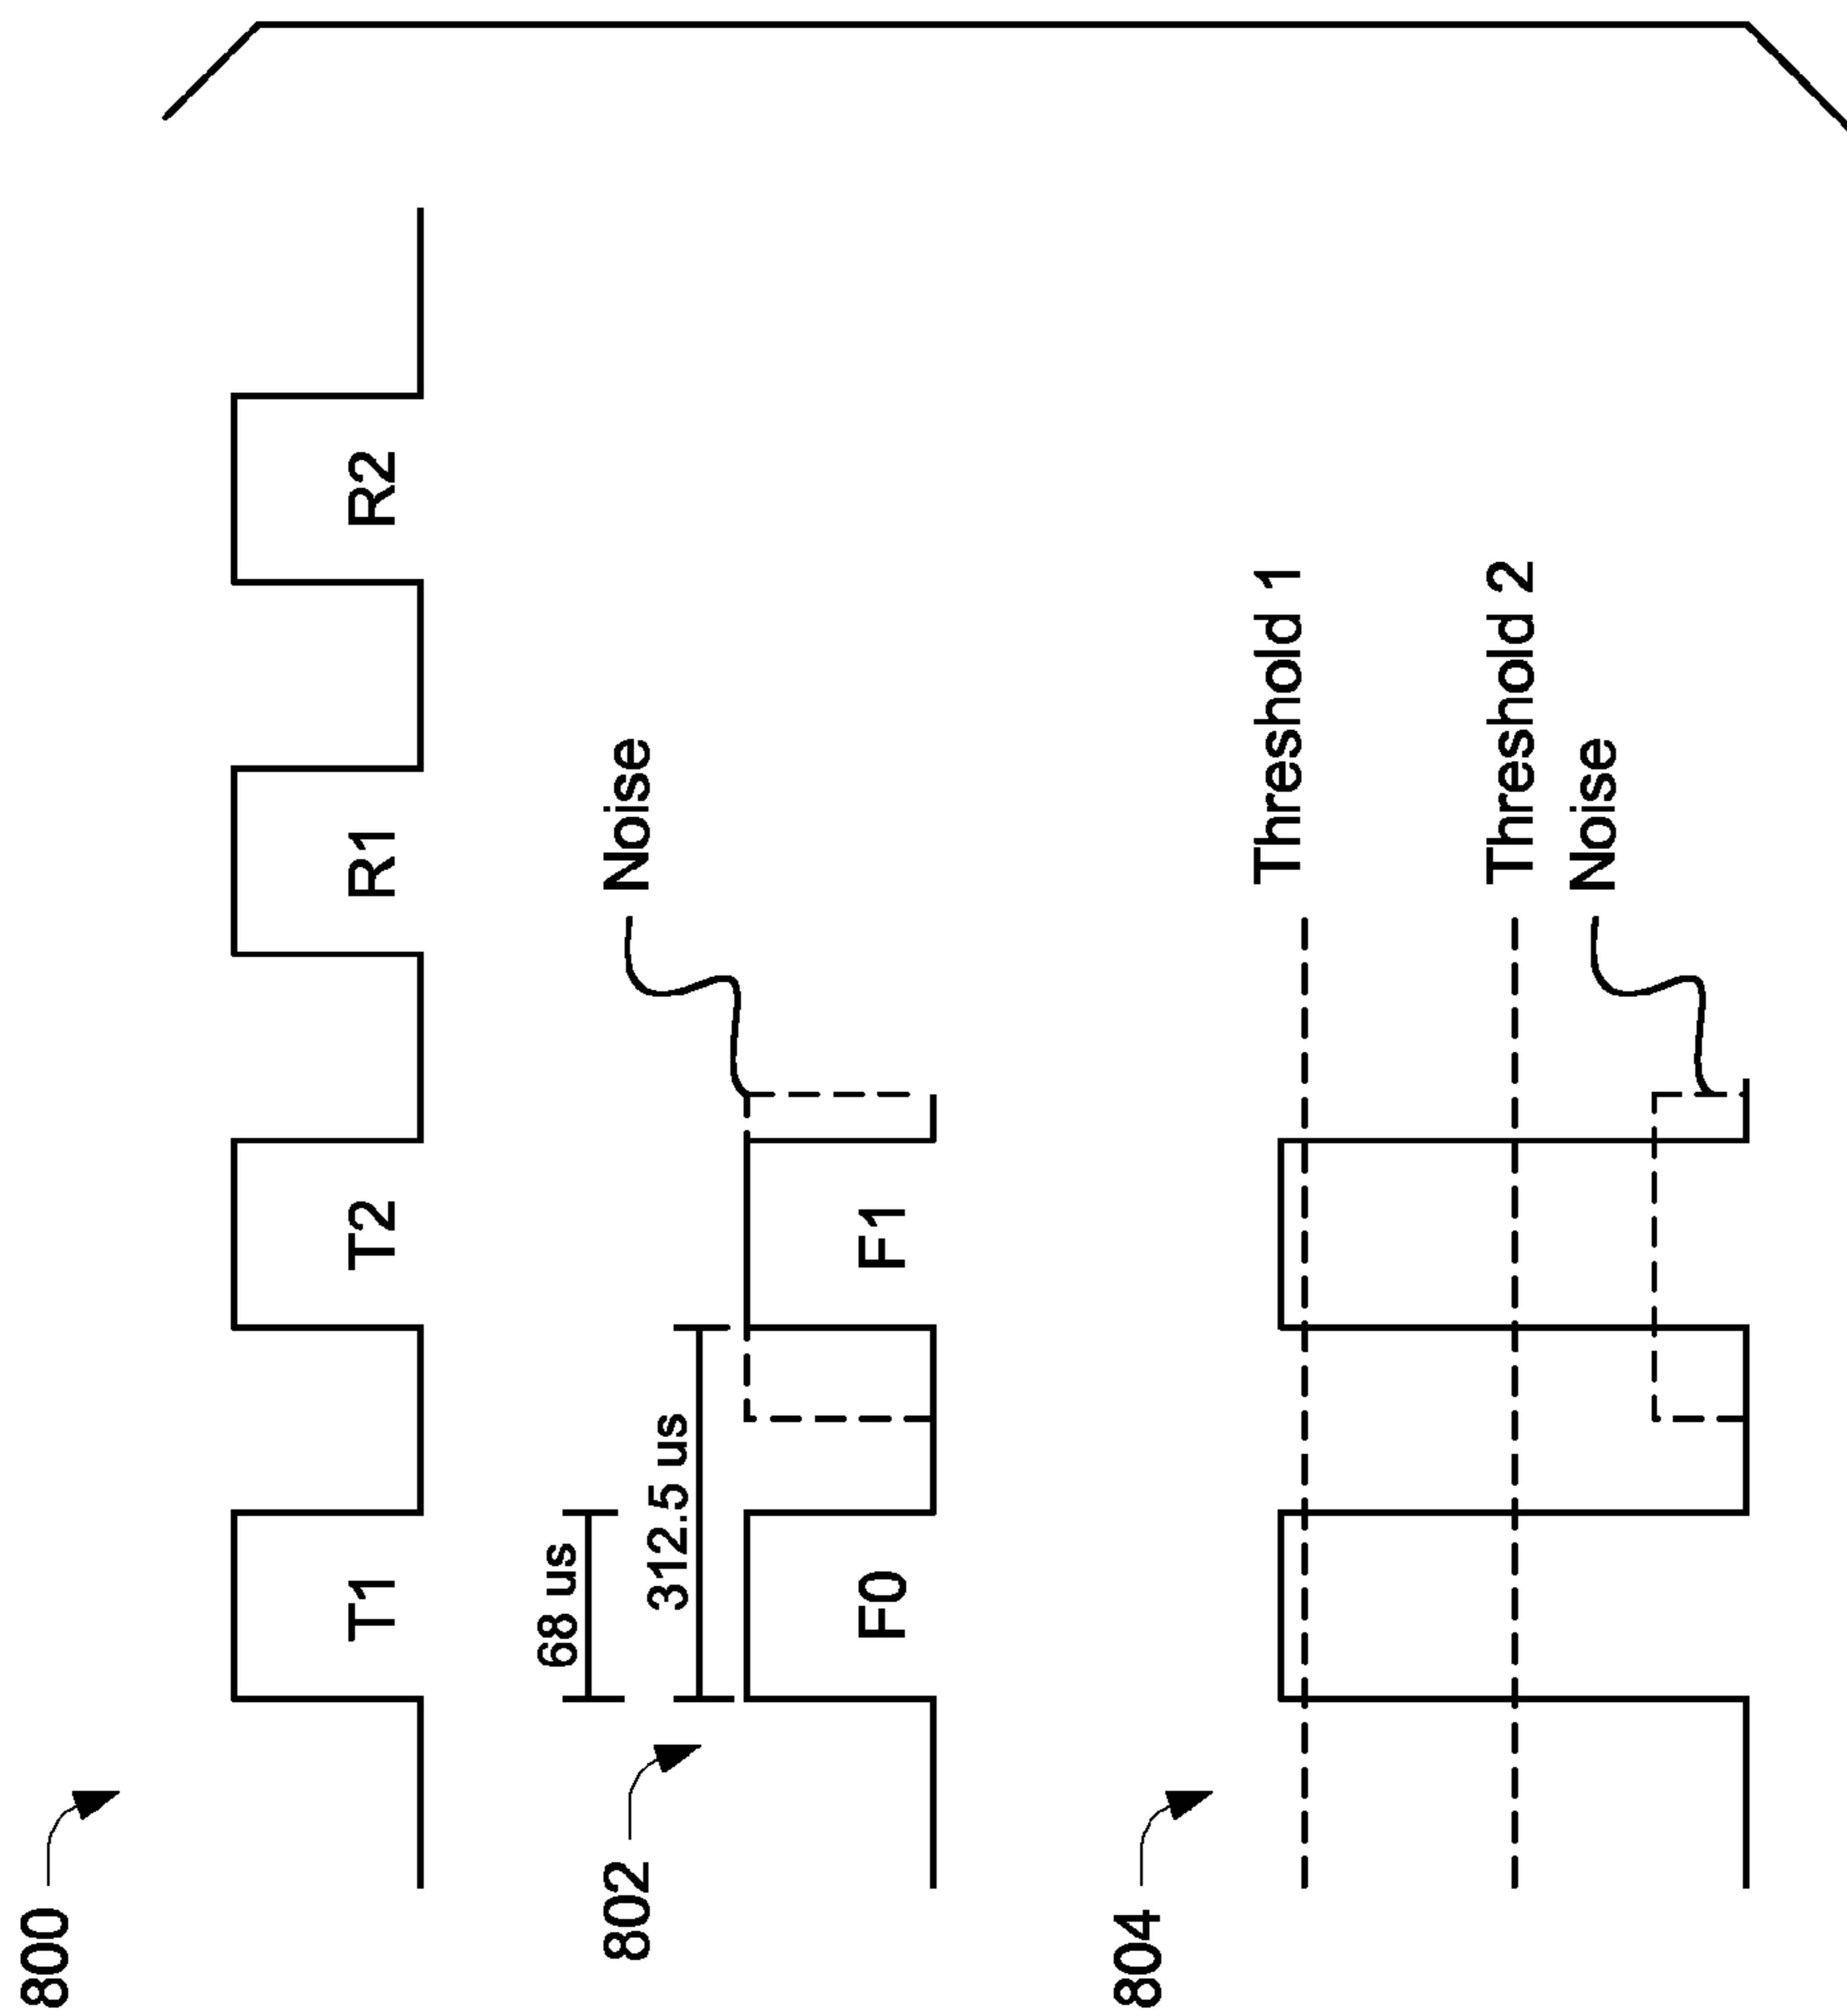 800
T1
T2
R1
R2
68 us
802
312.5 us
Noise
F0
F1
804
Threshold 1
Threshold 2
Noise